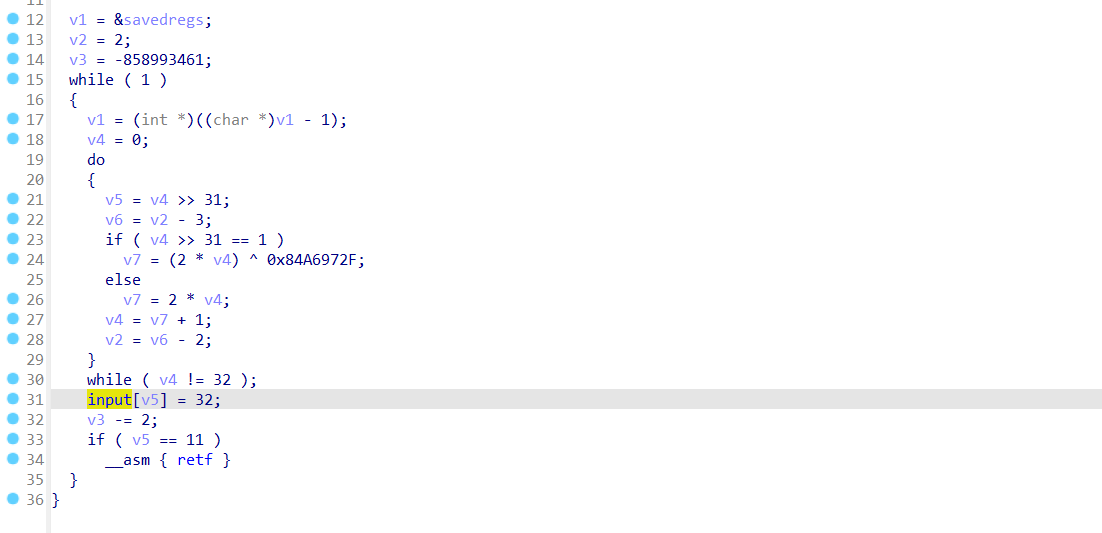 11
12 v1 = &savedregs;
13 v2 = 2;
14 v3 = -858993461;
15 while ( 1 )
16 {
17 v1 = (int *)((char *)v1 - 1);
18 v4 = 0;
19 do
20 {
21 v5 = v4 >> 31;
22 v6 = v2 - 3;
23 if ( v4 >> 31 == 1 )
24 v7 = (2 * v4) ^ 0x84A6972F;
25 else
26 v7 = 2 * v4;
27 v4 = v7 + 1;
28 v2 = v6 - 2;
29 }
30 while ( v4 != 32 );
31 input[v5] = 32;
32 v3 -= 2;
33 if ( v5 == 11 )
34 __asm { retf }
35 }
36 }